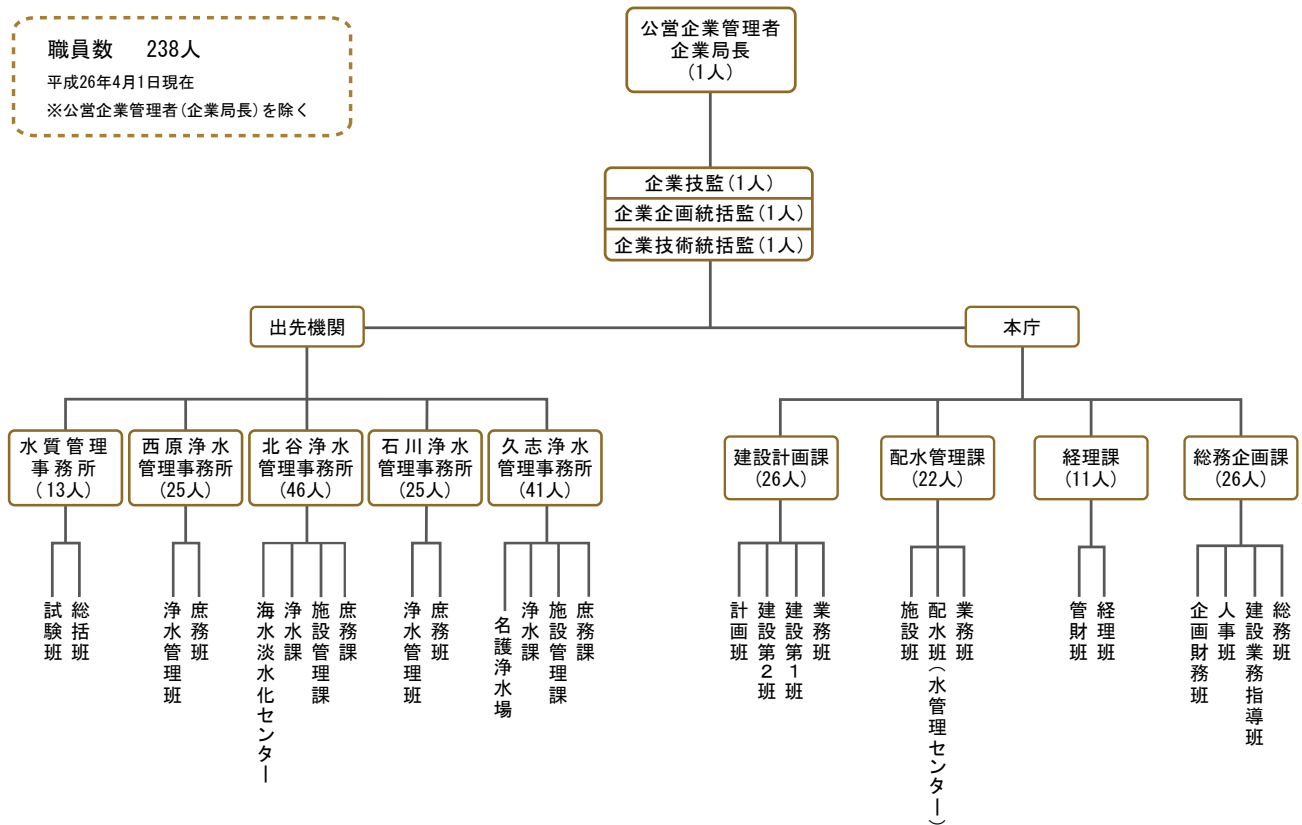 職員数 238人
平成26年4月1日現在
※公営企業管理者(企業局長)を除く
公営企業管理者
企業局長
(1人)
企業技監(1人)
企業企画統括監(1人)
企業技術統括監(1人)
出先機関
本庁
水質管理
事務所
(13人)
西原浄水
管理事務所
(25人)
北谷浄水
管理事務所
(46人)
石川浄水
管理事務所
(25人)
久志浄水
管理事務所
(41人)
建設計画課
(26人)
配水管理課
(22人)
経理課
(11人)
総務企画課
(26人)
試験班
総括班
浄水管理班
庶務班
海水淡水化センター
浄水課
施設管理課
庶務課
浄水管理班
庶務班
名護浄水場
浄水課
施設管理課
庶務課
計画班
建設第2班
建設第1班
業務班
施設班
配水班(水管理センター)
業務班
管財班
経理班
企画財務班
人事班
建設業務指導班
総務班